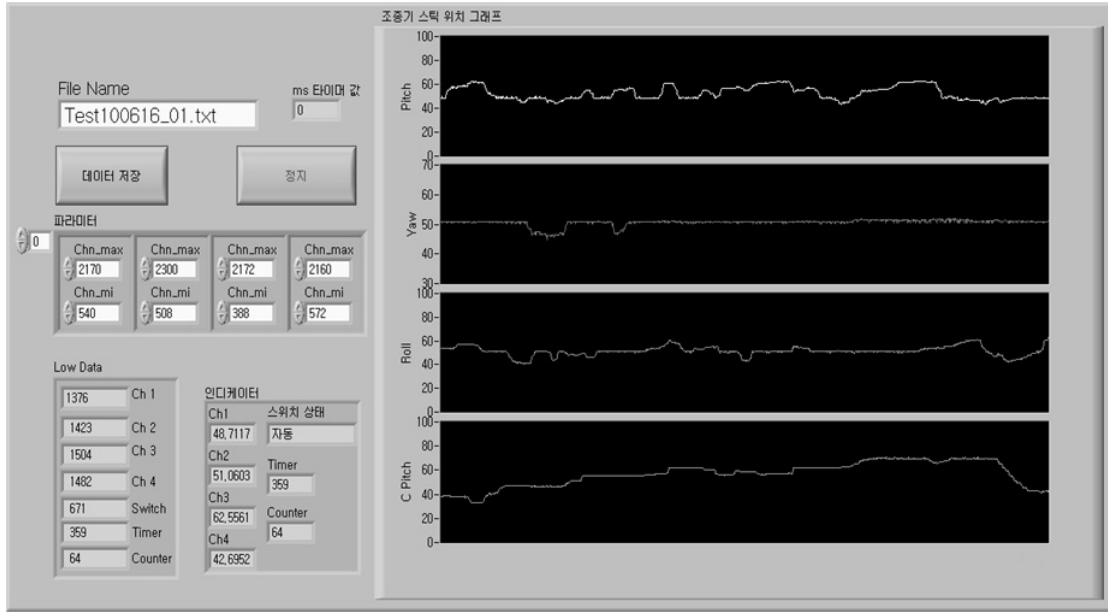 조종기 스틱 위치 그래프
File Name
ms 타이머 값
Test100616_01.txt
0
데이터 저장
정지
파라미터
0
Chn_max Chn_max Chn_max Chn_max
2170 2300 2172 2160
Chn_mi Chn_mi Chn_mi Chn_mi
540 508 388 572
Low Data
1376 Ch 1
1423 Ch 2
1504 Ch 3
1482 Ch 4
671 Switch
359 Timer
64 Counter
인디케이터
Ch1 스위치 상태
48,7117 자동
Ch2 Timer
51,0603 359
Ch3 Counter
62,5561 64
Ch4
42,6952
Pitch
100-
80-
60-
40-
20-
0-
Yaw
70-
60-
50-
40-
30-
Roll
100-
80-
60-
40-
20-
0-
C Pitch
100-
80-
60-
40-
20-
0-